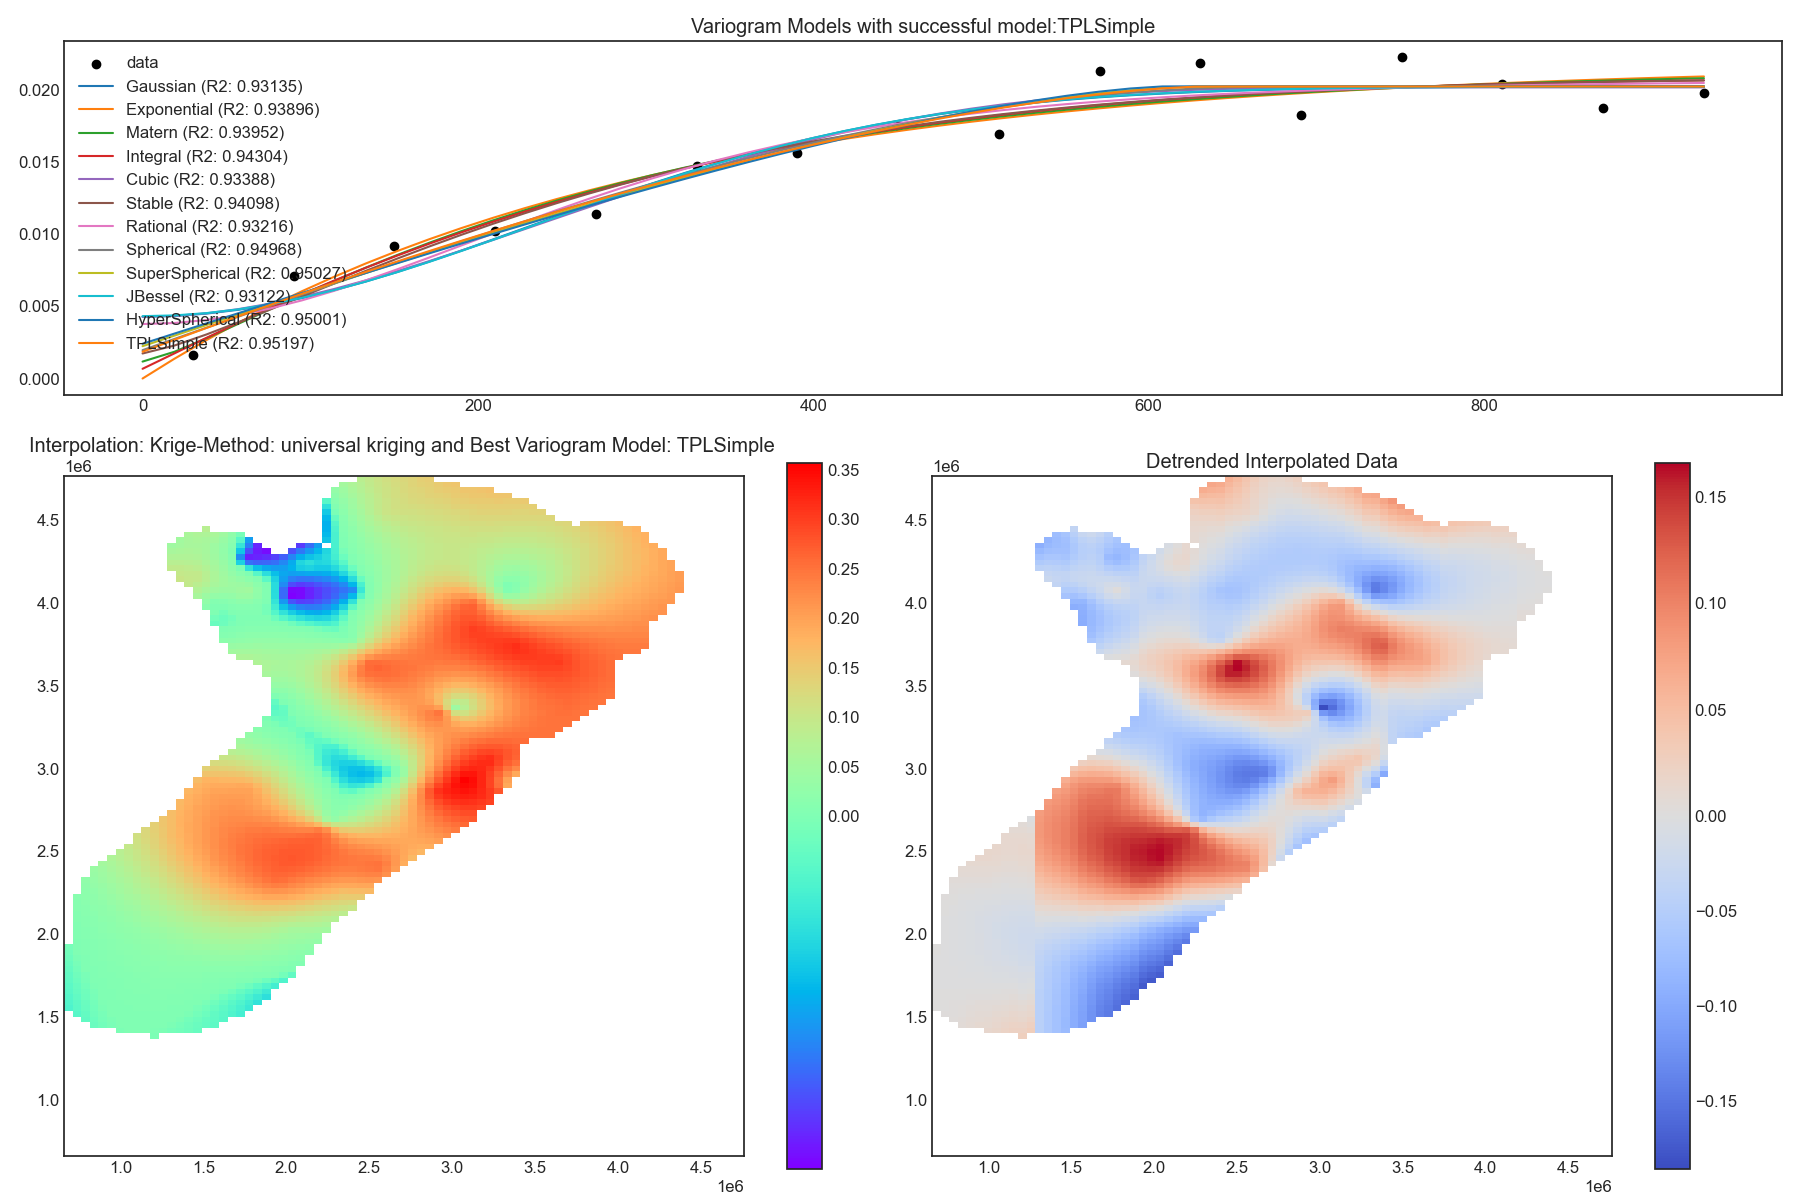 Variogram Models with successful model:TPLSimple
data
Gaussian (R2: 0.93135)
Exponential (R2: 0.93896)
Matern (R2: 0.93952)
Integral (R2: 0.94304)
Cubic (R2: 0.93388)
Stable (R2: 0.94098)
Rational (R2: 0.93216)
Spherical (R2: 0.94968)
SuperSpherical (R2: 0.95027)
JBessel (R2: 0.93122)
HyperSpherical (R2: 0.95001)
TPLSimple (R2: 0.95197)
0.020
0.015
0.010
0.005
0.000
0 200 400 600 800
Interpolation: Krige-Method: universal kriging and Best Variogram Model: TPLSimple
1e6
4.5
4.0
3.5
3.0
2.5
2.0
1.5
1.0
1.0 1.5 2.0 2.5 3.0 3.5 4.0 4.5
1e6
0.35
0.30
0.25
0.20
0.15
0.10
0.05
0.00
Detrended Interpolated Data
1e6
4.5
4.0
3.5
3.0
2.5
2.0
1.5
1.0
1.0 1.5 2.0 2.5 3.0 3.5 4.0 4.5
1e6
0.15
0.10
0.05
0.00
−0.05
−0.10
−0.15